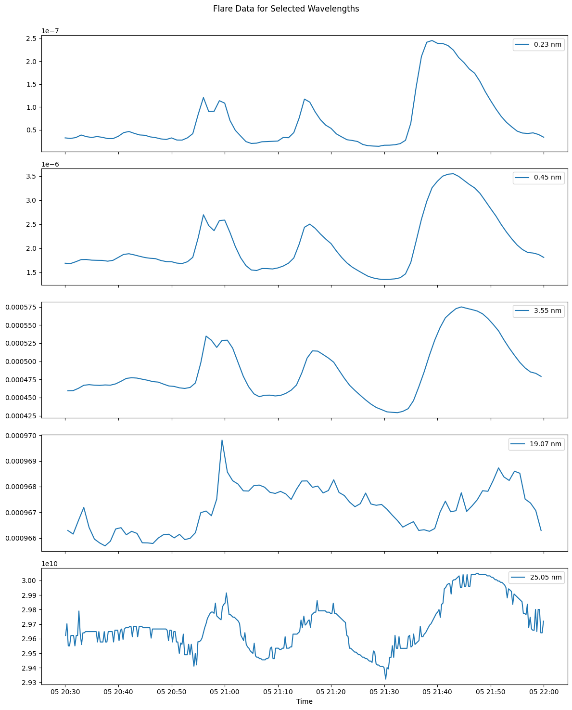 Flare Data for Selected Wavelengths
1e−7
2.5
2.0
1.5
1.0
0.5
0.23 nm
1e−6
3.5
3.0
2.5
2.0
1.5
0.45 nm
0.000575
0.000550
0.000525
0.000500
0.000475
0.000450
0.000425
3.55 nm
0.000970
0.000968
0.000966
19.07 nm
1e10
3.00
2.99
2.98
2.97
2.96
2.95
2.94
2.93
25.05 nm
05 20:30 05 20:40 05 20:50 05 21:00 05 21:10 05 21:20 05 21:30 05 21:40 05 21:50 05 22:00
Time